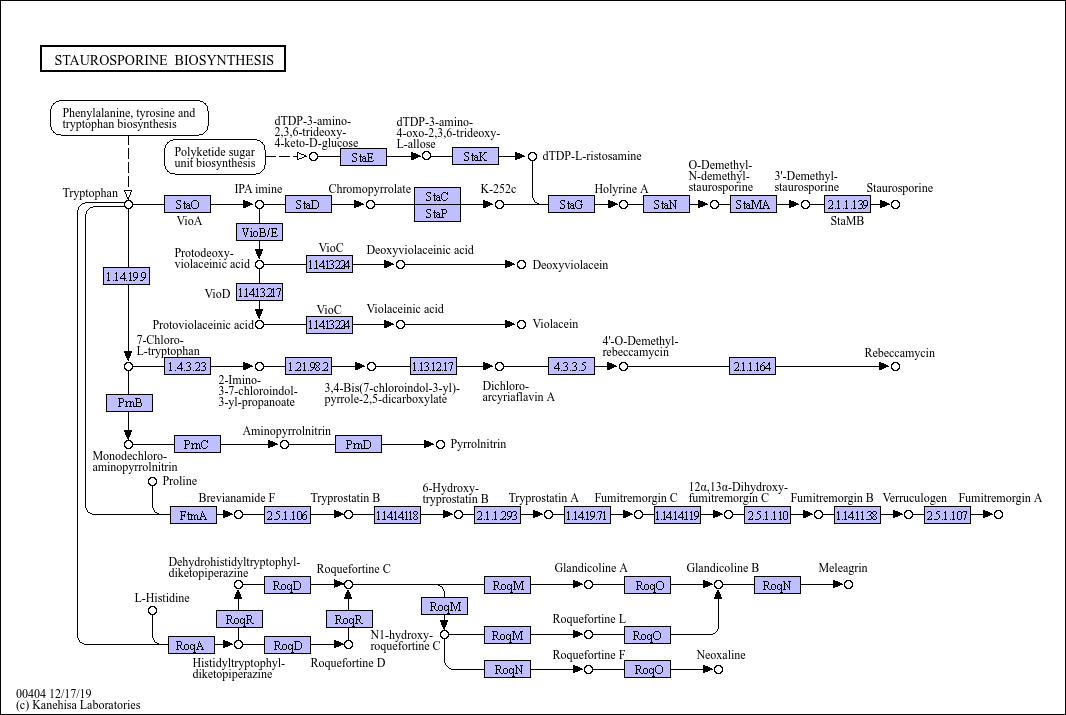 STAUROSPORINE BIOSYNTHESIS
Phenylalanine, tyrosine and
tryptophan biosynthesis
Polyketide sugar
unit biosynthesis
dTDP-3-amino-
2,3,6-trideoxy-
4-keto-D-glucose
StaE
dTDP-3-amino-
4-oxo-2,3,6-trideoxy-
L-allose
StaK
dTDP-L-ristosamine
Tryptophan
StaO
VioA
IPA imine
StaD
Chromopyrrolate
StaC
StaP
K-252c
StaG
Holyrine A
StaN
O-Demethyl-
N-demethyl-
staurosporine
StaMA
3'-Demethyl-
staurosporine
2.1.1.139
StaMB
Staurosporine
VioB/E
Protodeoxy-
violaceinic acid
VioC
1.14.13.224
Deoxyviolaceinic acid
Deoxyviolacein
1.14.19.9
VioD
1.14.13.217
Protoviolaceinic acid
VioC
1.14.13.224
Violaceinic acid
Violacein
7-Chloro-
L-tryptophan
1.4.3.23
2-Imino-
3-7-chloroindol-
3-yl-propanoate
1.21.98.2
3,4-Bis(7-chloroindol-3-yl)-
pyrrole-2,5-dicarboxylate
1.13.12.17
Dichloro-
arcyriaflavin A
4.3.3.5
4'-O-Demethyl-
rebeccamycin
2.1.1.164
Rebeccamycin
PrnB
Monodechloro-
aminopyrrolnitrin
PrnC
Aminopyrrolnitrin
PrnD
Pyrrolnitrin
Proline
FtmA
Brevianamide F
2.5.1.106
Tryprostatin B
1.14.14.118
6-Hydroxy-
tryprostatin B
2.1.1.293
Tryprostatin A
1.14.19.71
Fumitremorgin C
1.14.14.119
12α,13α-Dihydroxy-
fumitremorgin C
2.5.1.110
Fumitremorgin B
1.14.11.38
Verruculogen
2.5.1.107
Fumitremorgin A
Dehydrohistidyltryptophyl-
diketopiperazine
RoqD
Roquefortine C
RoqM
Glandicoline A
RoqO
Glandicoline B
RoqN
Meleagrin
L-Histidine
RoqR
RoqR
RoqM
RoqA
Histidyltryptophyl-
diketopiperazine
RoqD
Roquefortine D
N1-hydroxy-
roquefortine C
RoqM
Roquefortine L
RoqO
RoqN
Roquefortine F
RoqO
Neoxaline
00404 12/17/19
(c) Kanehisa Laboratories